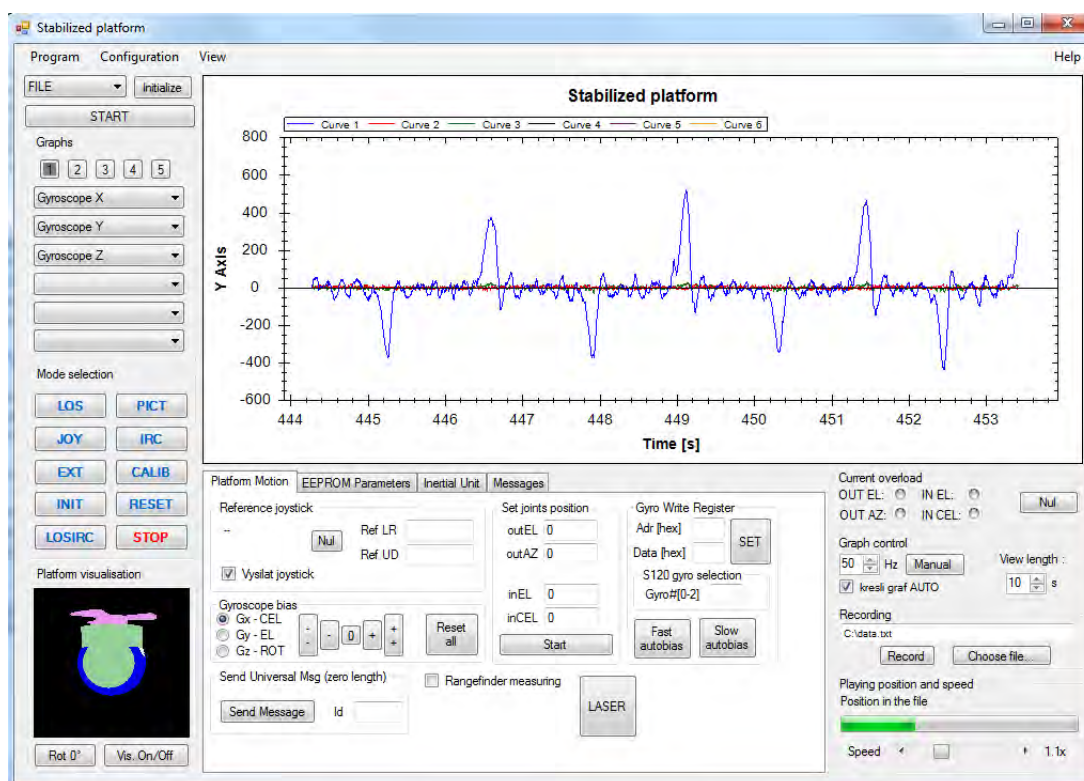 Stabilized platform
Program Configuration View Help
FILE Initialize
START
Graphs
1 2 3 4 5
Gyroscope X
Gyroscope Y
Gyroscope Z
Mode selection
LOS PICT
JOY IRC
EXT CALIB
INIT RESET
LOSIRC STOP
Platform visualisation
Rot 0° Vis. On/Off
Stabilized platform
Curve 1 Curve 2 Curve 3 Curve 4 Curve 5 Curve 6
Y Axis
800
600
400
200
0
-200
-400
-600
444 445 446 447 448 449 450 451 452 453
Time [s]
Platform Motion EEPROM Parameters Inertial Unit Messages
Reference joystick
-- Nul Ref LR
Ref UD
Vysilat joystick
Gyroscope bias
Gx - CEL
Gy - EL
Gz - ROT
- - - 0 + + +
Reset all
Send Universal Msg (zero length)
Send Message Id
Set joints position
outEL 0
outAZ 0
inEL 0
inCEL 0
Start
Rangefinder measuring
LASER
Gyro Write Register
Adr [hex]
Data [hex]
SET
S120 gyro selection
Gyro#[0-2]
Fast autobias
Slow autobias
Current overload
OUT EL: IN EL:
OUT AZ: IN CEL:
Nul
Graph control
50 Hz Manual
kresli graf AUTO
View length :
10 s
Recording
C:\data.txt
Record Choose file...
Playing position and speed
Position in the file
Speed 1.1x